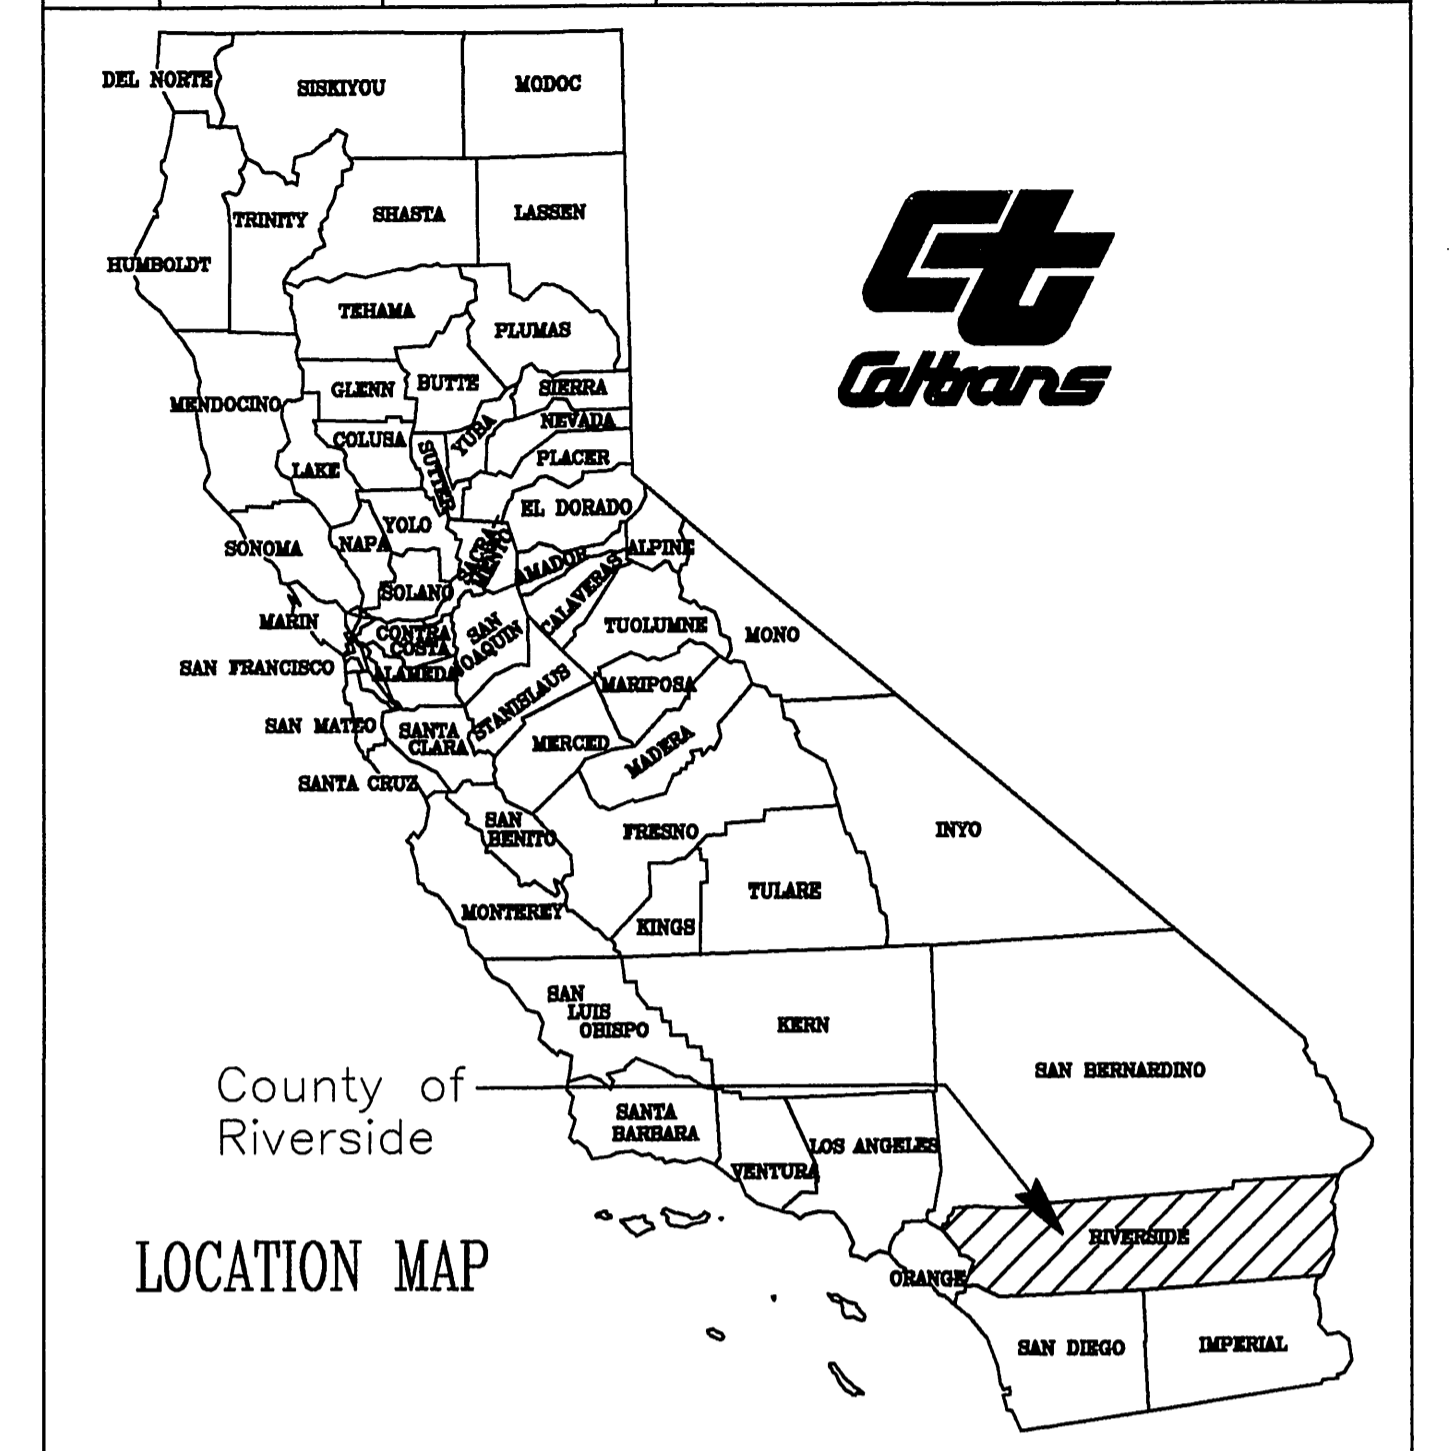 DEL NORTE
SISKIYOU
MODOC
TRINITY
SHASTA
LASSEN
HUMBOLDT
TEHAMA
PLUMAS
Ct
Caltrans
MENDOCINO
GLENN
BUTTE
SIERRA
NEVADA
COLUSA
YUBA
SUTTER
LAKE
PLACER
EL DORADO
YOLO
NAPA
SONOMA
SACRA-
MENTO
AMADOR
ALPINE
SOLANO
CALAVERAS
MARIN
CONTRA
COSTA
SAN
JOAQUIN
TUOLUMNE
MONO
SAN FRANCISCO
ALAMEDA
STANISLAUS
MARIPOSA
SAN MATEO
SANTA
CLARA
MERCED
MADERA
SANTA CRUZ
SAN
BENITO
FRESNO
INYO
MONTEREY
KINGS
TULARE
SAN
LUIS
OBISPO
KERN
SAN BERNARDINO
County of
Riverside
SANTA
BARBARA
VENTURA
LOS ANGELES
RIVERSIDE
ORANGE
LOCATION MAP
SAN DIEGO
IMPERIAL